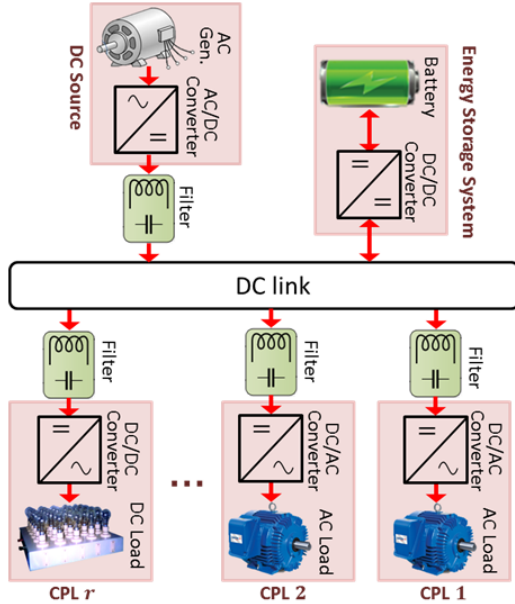 DC Source
AC
Gen.
AC/DC
Converter
Filter
Battery
DC/DC
Converter
Energy Storage System
DC link
Filter
DC/DC
Converter
DC Load
CPL r
...
Filter
DC/AC
Converter
AC Load
CPL 2
Filter
DC/AC
Converter
AC Load
CPL 1